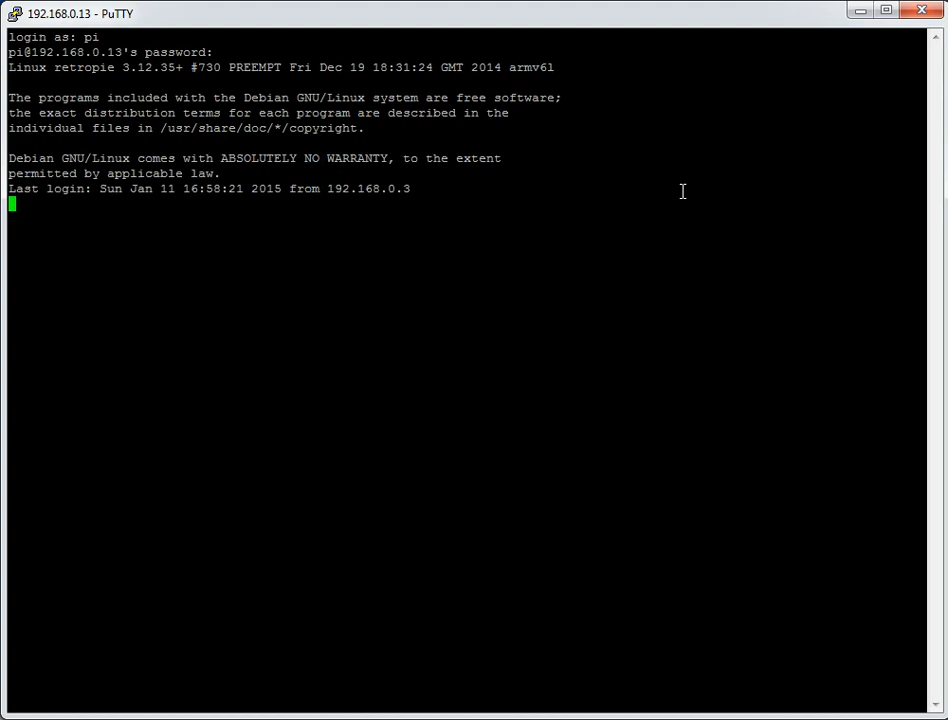 192.168.0.13 - PuTTY
login as: pi
pi@192.168.0.13's password:
Linux retropie 3.12.35+ #730 PREEMPT Fri Dec 19 18:31:24 GMT 2014 armv6l
The programs included with the Debian GNU/Linux system are free software;
the exact distribution terms for each program are described in the
individual files in /usr/share/doc/*/copyright.
Debian GNU/Linux comes with ABSOLUTELY NO WARRANTY, to the extent
permitted by applicable law.
Last login: Sun Jan 11 16:58:21 2015 from 192.168.0.3